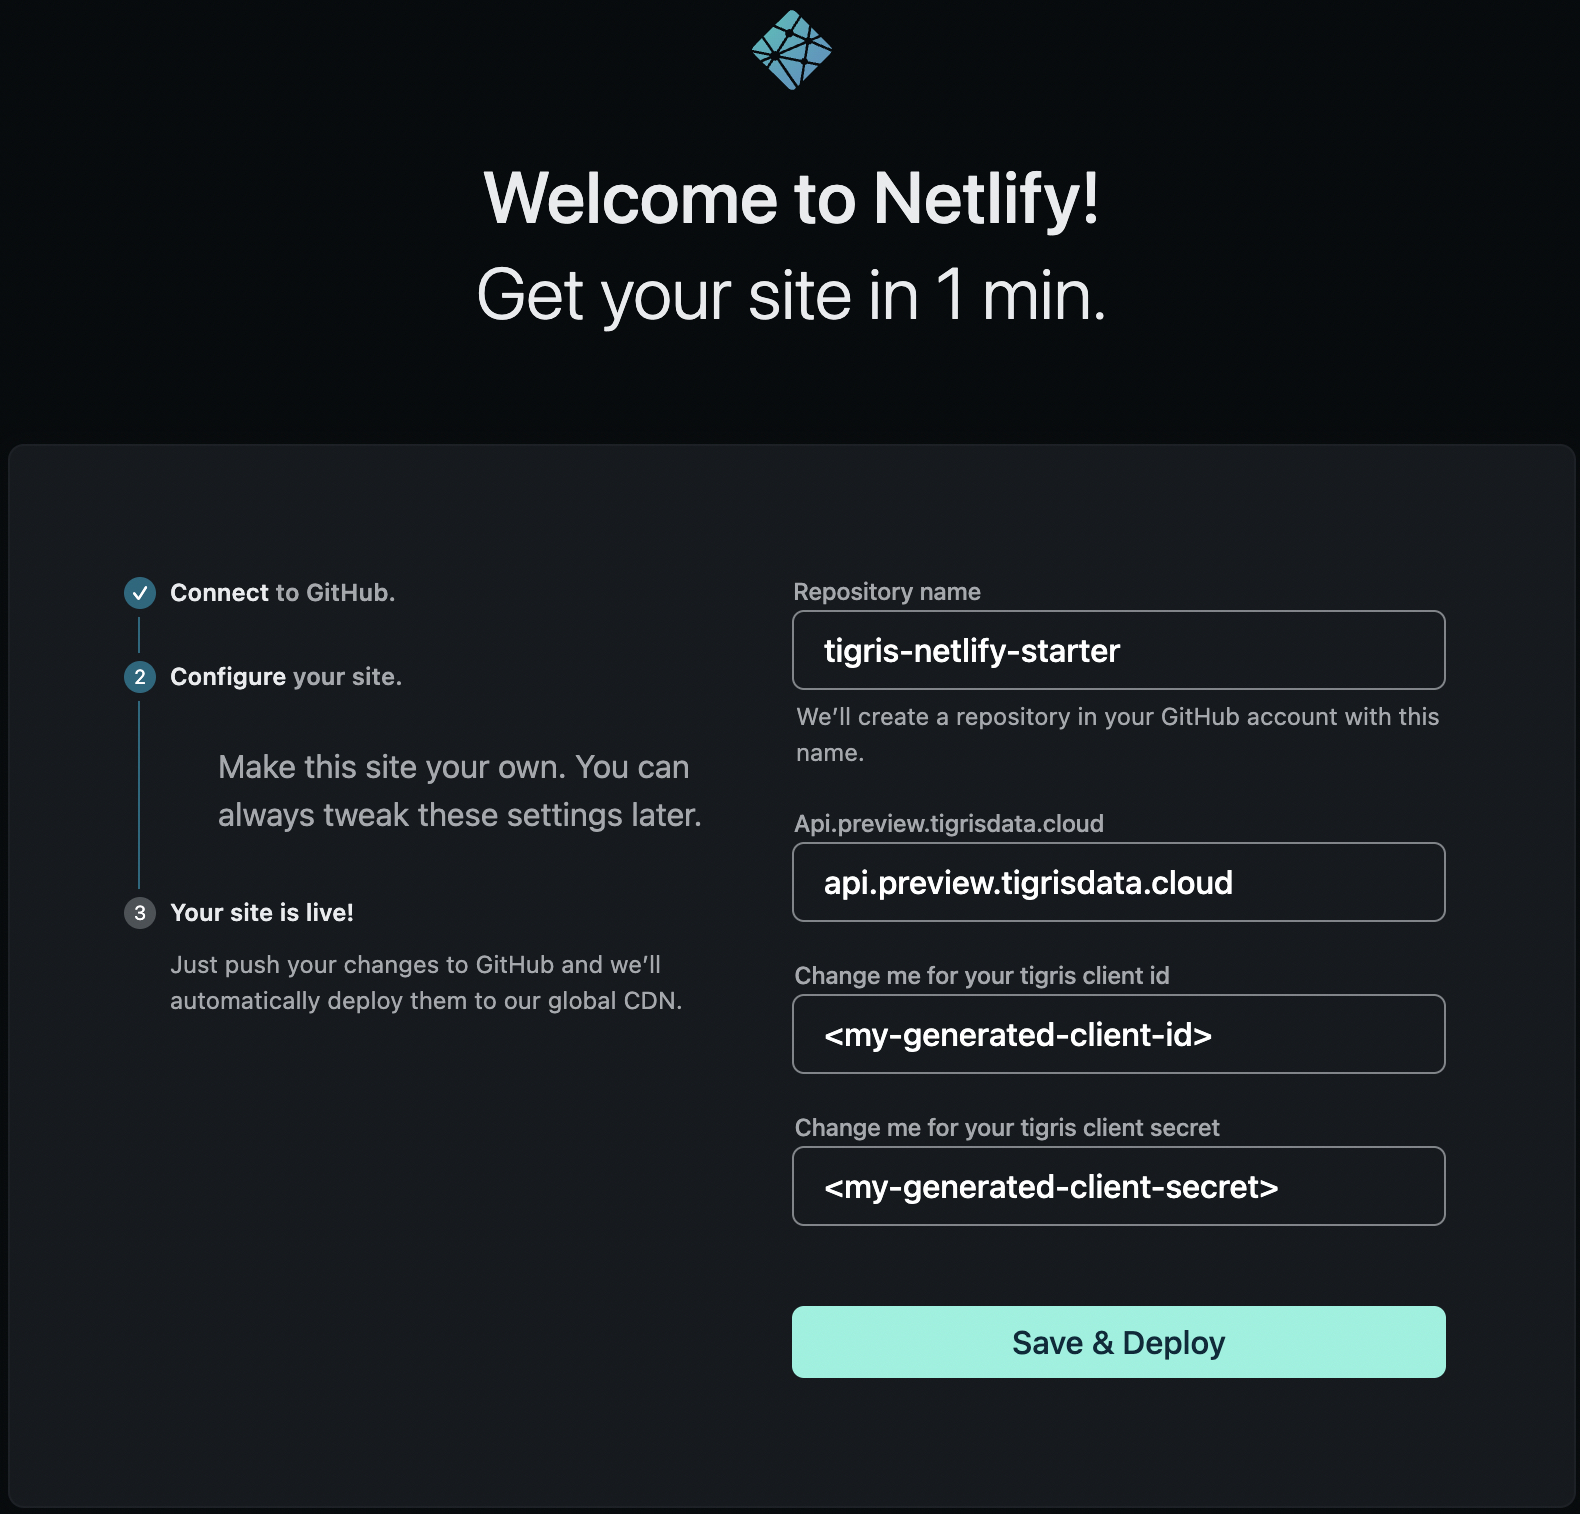 Welcome to Netlify!
Get your site in 1 min.
Connect to GitHub.
2 Configure your site.
Make this site your own. You can
always tweak these settings later.
3 Your site is live!
Just push your changes to GitHub and we’ll
automatically deploy them to our global CDN.
Repository name
tigris-netlify-starter
We’ll create a repository in your GitHub account with this
name.
Api.preview.tigrisdata.cloud
api.preview.tigrisdata.cloud
Change me for your tigris client id
<my-generated-client-id>
Change me for your tigris client secret
<my-generated-client-secret>
Save & Deploy